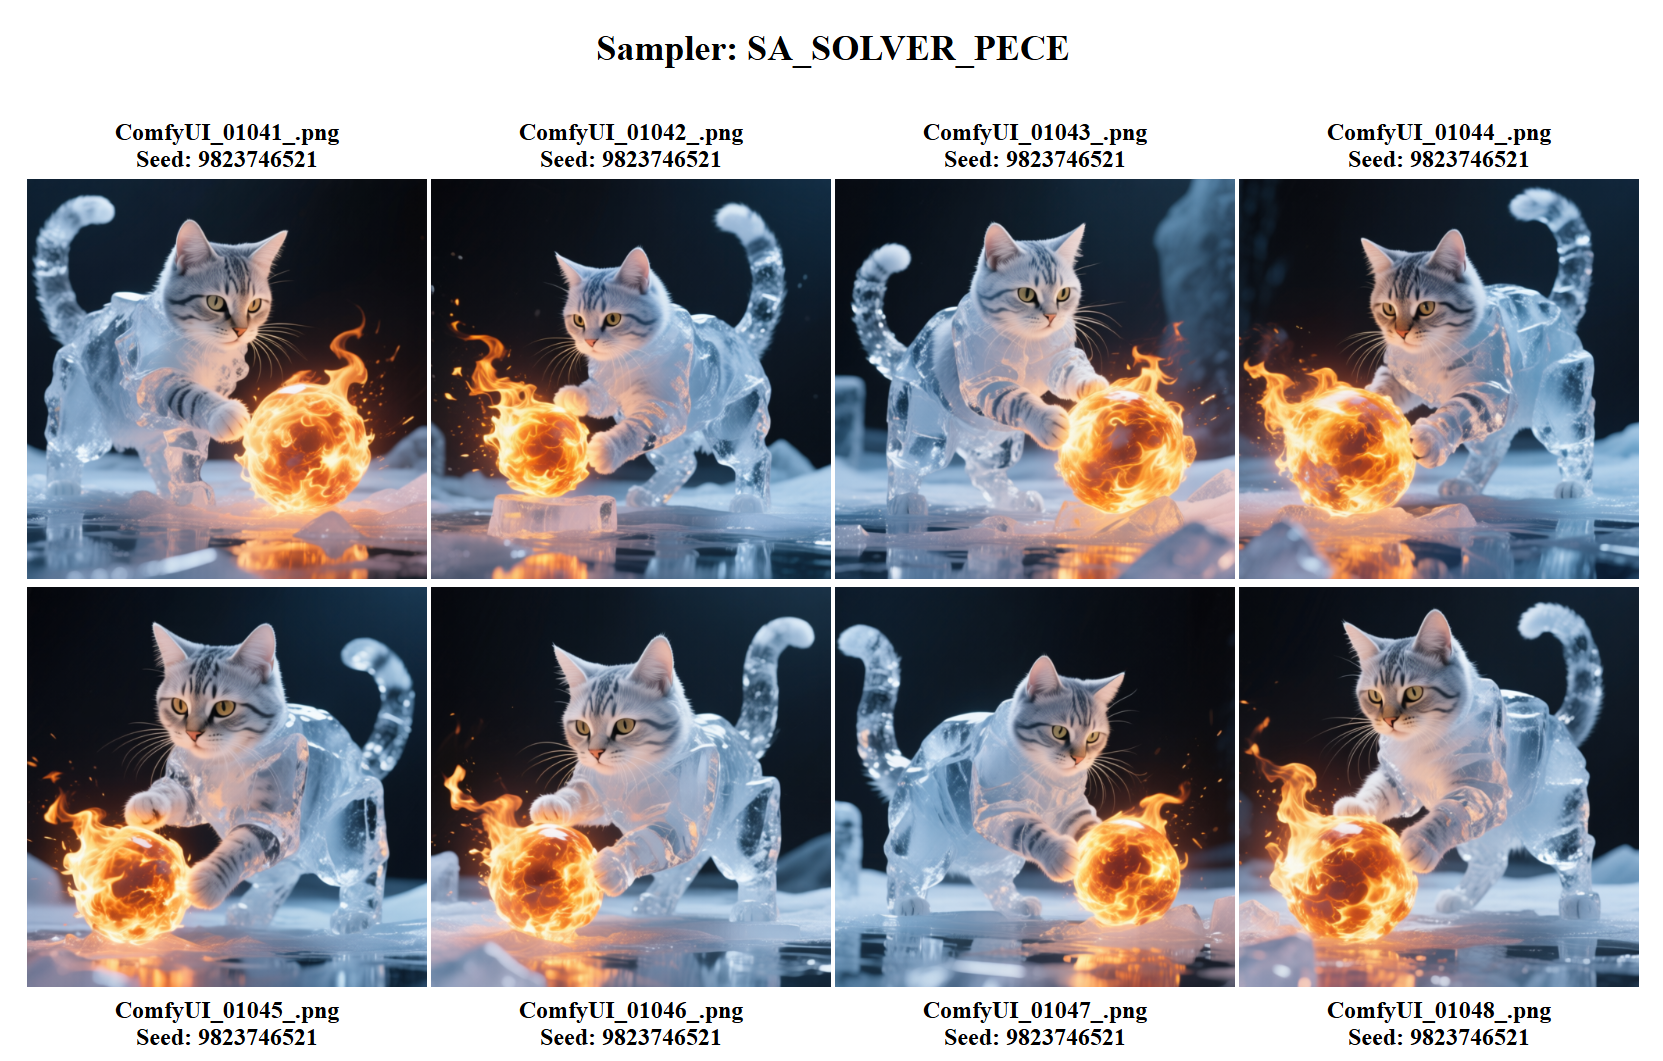 Sampler: SA_SOLVER_PECE
ComfyUI_01041_.png
Seed: 9823746521
ComfyUI_01042_.png
Seed: 9823746521
ComfyUI_01043_.png
Seed: 9823746521
ComfyUI_01044_.png
Seed: 9823746521
ComfyUI_01045_.png
Seed: 9823746521
ComfyUI_01046_.png
Seed: 9823746521
ComfyUI_01047_.png
Seed: 9823746521
ComfyUI_01048_.png
Seed: 9823746521